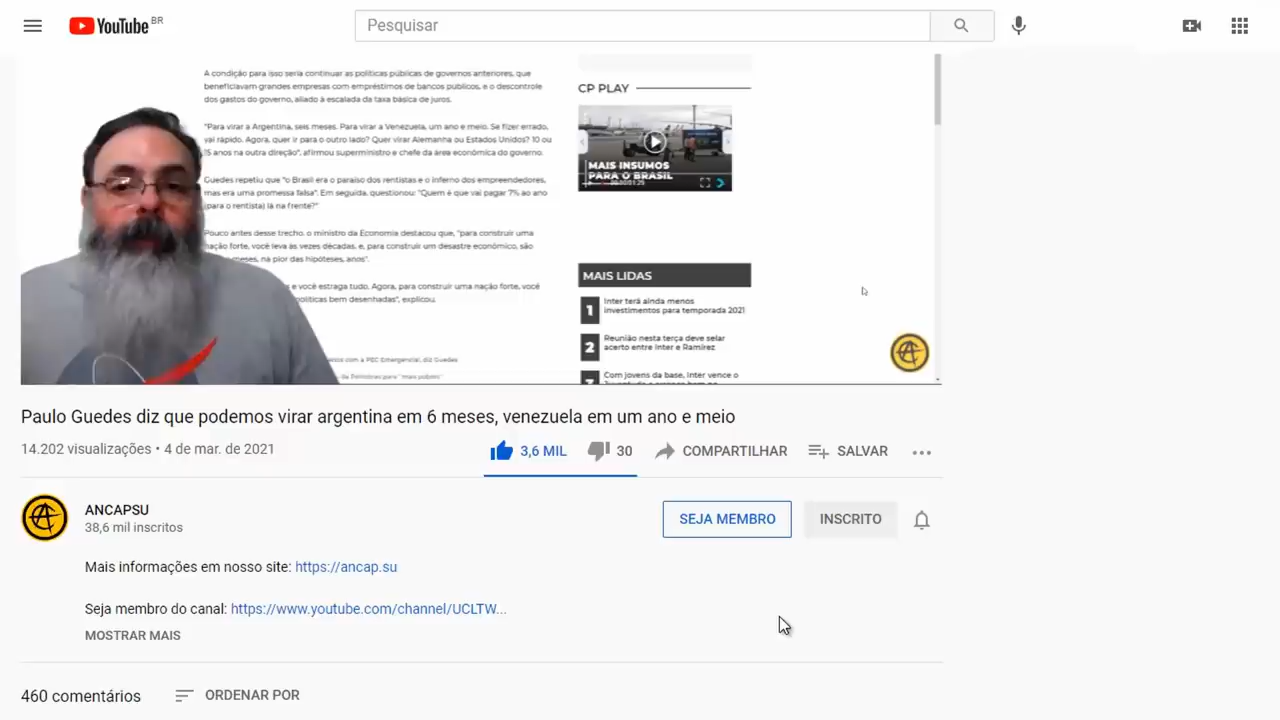 YouTube BR
Pesquisar
A condição para isso seria continuar as políticas públicas de governos anteriores, que
beneficiavam grandes empresas com empréstimos de bancos públicos, e o descontrole
dos gastos do governo, aliado à escalada da taxa básica de juros.
"Para virar a Argentina, seis meses. Para virar a Venezuela, um ano e meio. Se fizer errado,
vai rápido. Agora, quer ir para o outro lado? Quer virar Alemanha ou Estados Unidos? 10 ou
15 anos na outra direção", afirmou superministro e chefe da área econômica do governo.
Guedes repetiu que "o Brasil era o paraíso dos rentistas e o inferno dos empreendedores,
mas era uma promessa falsa". Em seguida, questionou: "Quem é que vai pagar 7% ao ano
(para o rentista) lá na frente?"
Pouco antes desse trecho, o ministro da Economia destacou que, "para construir uma
nação forte, você leva às vezes décadas, e, para construir um desastre econômico, são
meses, na pior das hipóteses, anos".
e você estraga tudo. Agora, para construir uma nação forte, você
políticas bem desenhadas", explicou.
com a PEC Emergencial, diz Guedes
CP PLAY
MAIS INSUMOS
PARA O BRASIL
MAIS LIDAS
1 Inter terá ainda menos
investimentos para temporada 2021
2 Reunião nesta terça deve selar
acerto entre Inter e Ramírez
Com jovens da base, Inter vence o
Paulo Guedes diz que podemos virar argentina em 6 meses, venezuela em um ano e meio
14.202 visualizações • 4 de mar. de 2021
3,6 MIL
30
COMPARTILHAR
SALVAR
ANCAPSU
38,6 mil inscritos
SEJA MEMBRO
INSCRITO
Mais informações em nosso site: https://ancap.su
Seja membro do canal: https://www.youtube.com/channel/UCLTW...
MOSTRAR MAIS
460 comentários
ORDENAR POR